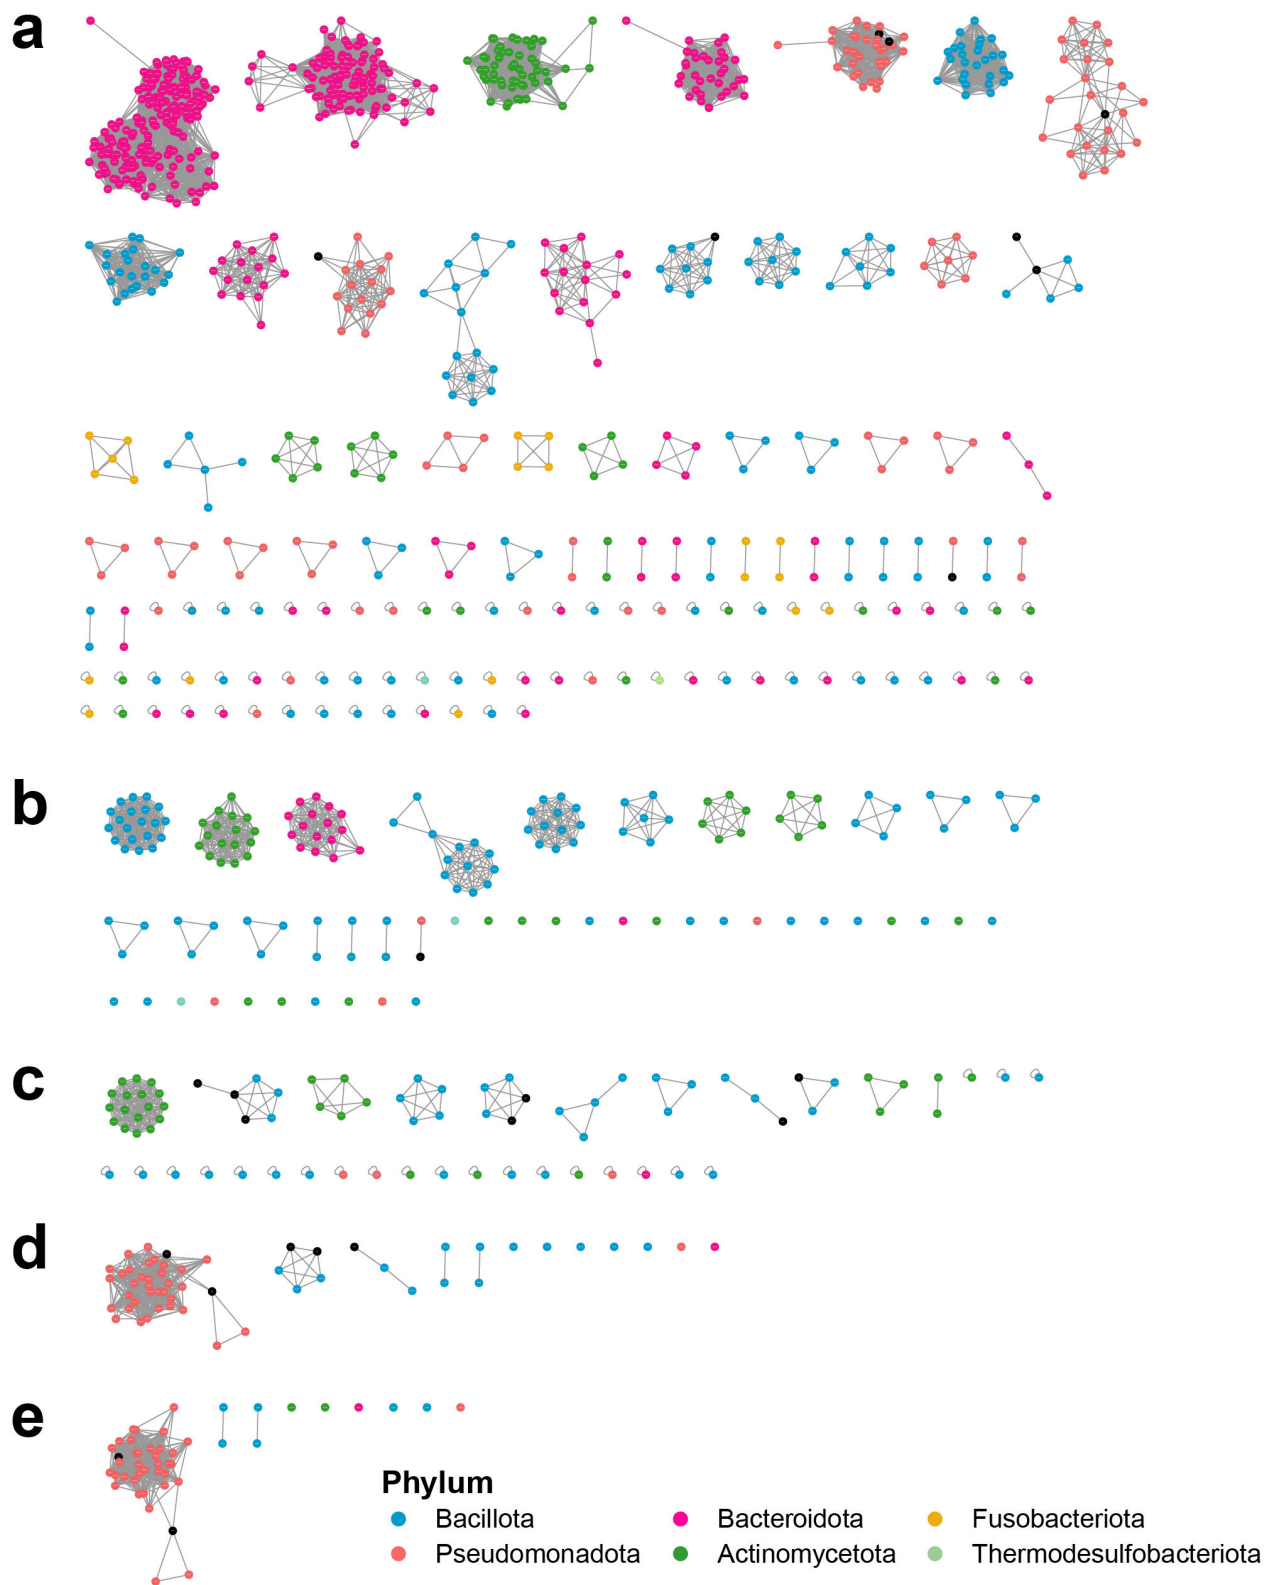 a
b
c
d
e
Phylum
Bacillota
Bacteroidota
Fusobacteriota
Pseudomonadota
Actinomycetota
Thermodesulfobacteriota